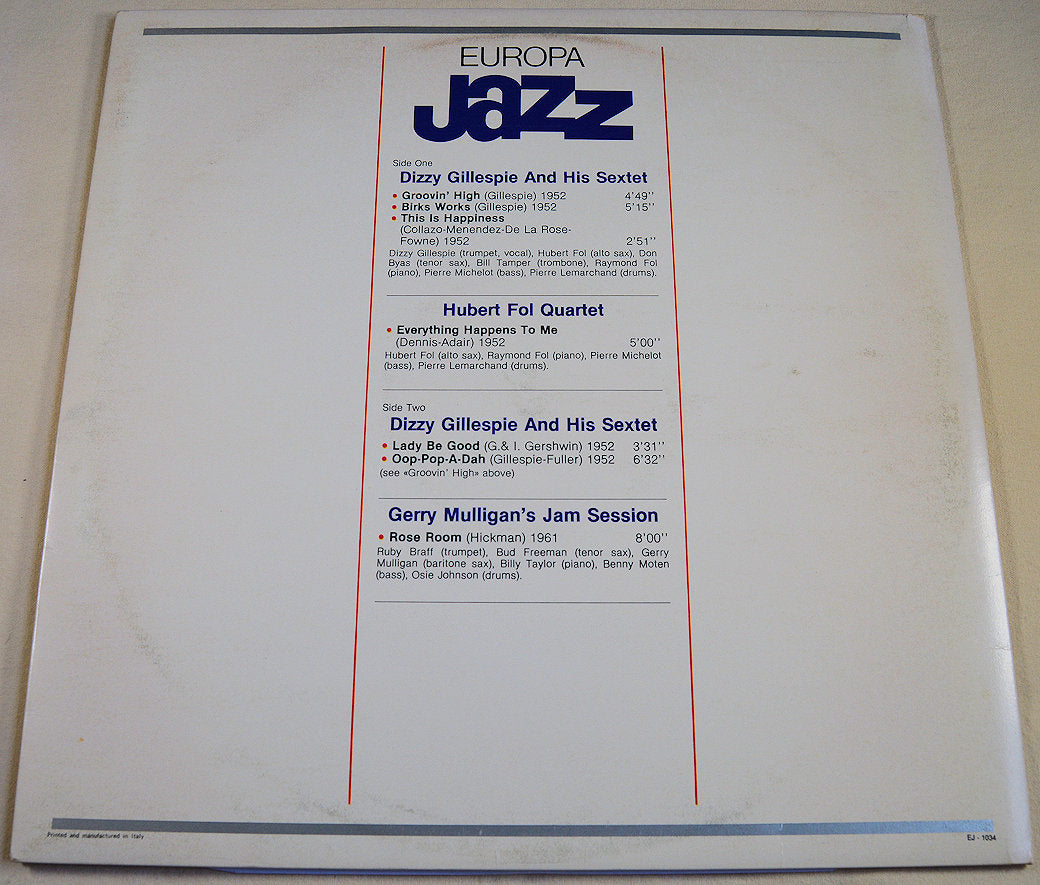 EUROPA
Jazz
Side One
Dizzy Gillespie And His Sextet
• Groovin' High (Gillespie) 1952 4'49''
• Birks Works (Gillespie) 1952 5'15''
• This Is Happiness
(Collazo-Menendez-De La Rose-
Fowne) 1952 2'51''
Dizzy Gillespie (trumpet, vocal), Hubert Fol (alto sax), Don
Byas (tenor sax), Bill Tamper (trombone), Raymond Fol
(piano), Pierre Michelot (bass), Pierre Lemarchand (drums).
Hubert Fol Quartet
• Everything Happens To Me
(Dennis-Adair) 1952 5'00''
Hubert Fol (alto sax), Raymond Fol (piano), Pierre Michelot
(bass), Pierre Lemarchand (drums).
Side Two
Dizzy Gillespie And His Sextet
• Lady Be Good (G.& I. Gershwin) 1952 3'31''
• Oop-Pop-A-Dah (Gillespie-Fuller) 1952 6'32''
(see «Groovin' High» above)
Gerry Mulligan's Jam Session
• Rose Room (Hickman) 1961 8'00''
Ruby Braff (trumpet), Bud Freeman (tenor sax), Gerry
Mulligan (baritone sax), Billy Taylor (piano), Benny Moten
(bass), Osie Johnson (drums).
Printed and manufactured in Italy
EJ - 1034